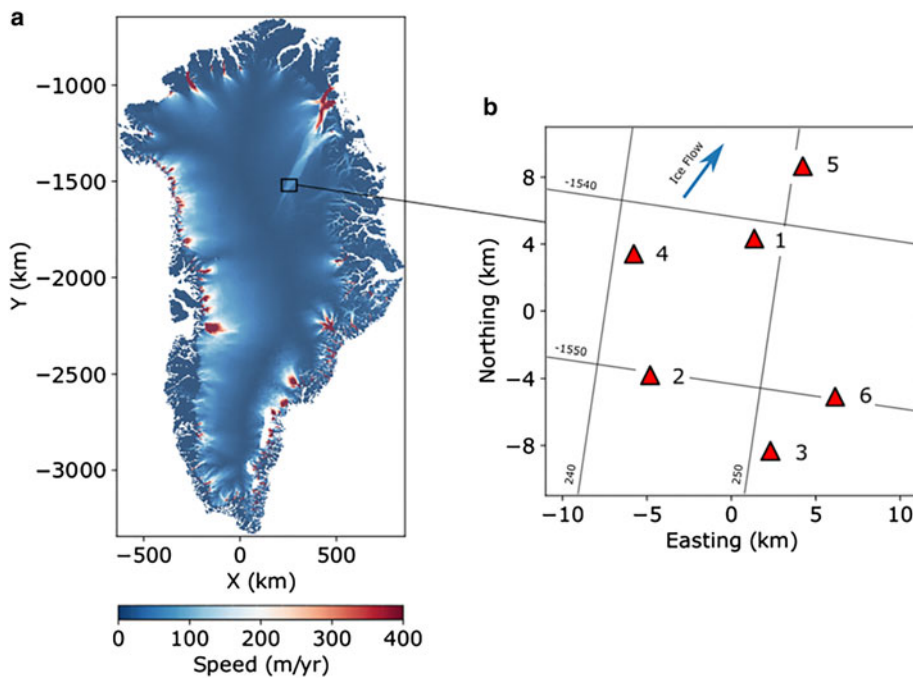 a
−1000
−1500
−2000
−2500
−3000
Y (km)
−500 0 500
X (km)
0 100 200 300 400
Speed (m/yr)
b
8
4
0
−4
−8
Northing (km)
−10 −5 0 5 10
Easting (km)
Ice Flow
-1540
-1550
240
250
5
1
4
2
6
3